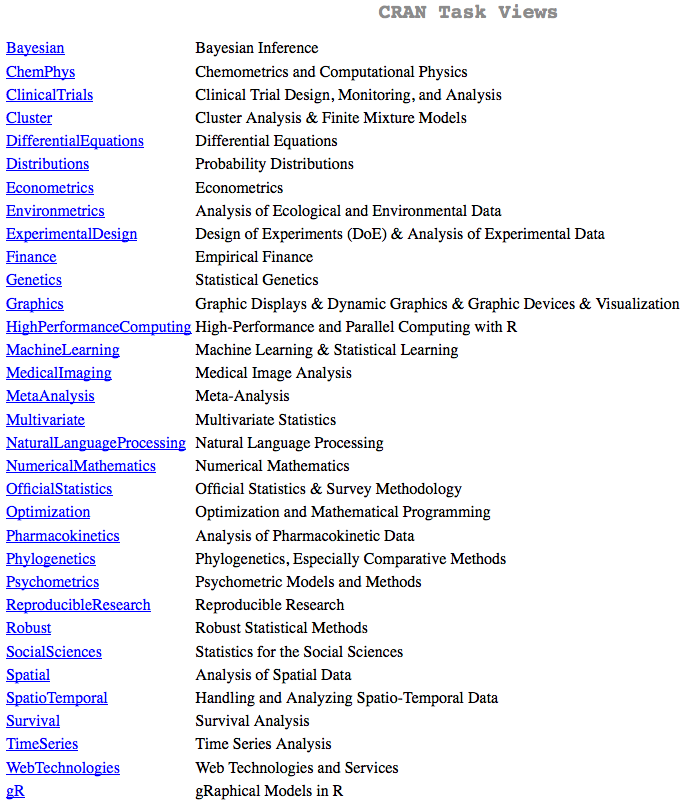 CRAN Task Views
Bayesian Bayesian Inference
ChemPhys Chemometrics and Computational Physics
ClinicalTrials Clinical Trial Design, Monitoring, and Analysis
Cluster Cluster Analysis & Finite Mixture Models
DifferentialEquations Differential Equations
Distributions Probability Distributions
Econometrics Econometrics
Environmetrics Analysis of Ecological and Environmental Data
ExperimentalDesign Design of Experiments (DoE) & Analysis of Experimental Data
Finance Empirical Finance
Genetics Statistical Genetics
Graphics Graphic Displays & Dynamic Graphics & Graphic Devices & Visualization
HighPerformanceComputing High-Performance and Parallel Computing with R
MachineLearning Machine Learning & Statistical Learning
MedicalImaging Medical Image Analysis
MetaAnalysis Meta-Analysis
Multivariate Multivariate Statistics
NaturalLanguageProcessing Natural Language Processing
NumericalMathematics Numerical Mathematics
OfficialStatistics Official Statistics & Survey Methodology
Optimization Optimization and Mathematical Programming
Pharmacokinetics Analysis of Pharmacokinetic Data
Phylogenetics Phylogenetics, Especially Comparative Methods
Psychometrics Psychometric Models and Methods
ReproducibleResearch Reproducible Research
Robust Robust Statistical Methods
SocialSciences Statistics for the Social Sciences
Spatial Analysis of Spatial Data
SpatioTemporal Handling and Analyzing Spatio-Temporal Data
Survival Survival Analysis
TimeSeries Time Series Analysis
WebTechnologies Web Technologies and Services
gR gRaphical Models in R